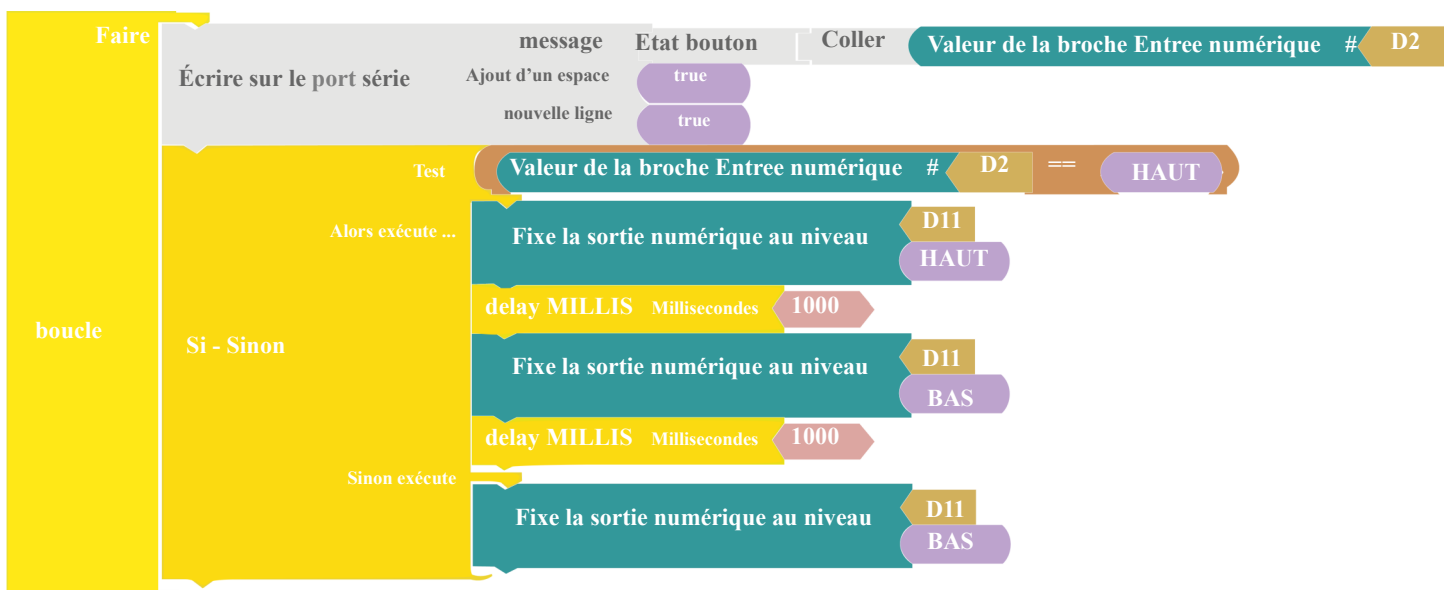 Faire
message Etat bouton Coller Valeur de la broche Entree numérique # D2
Écrire sur le port série
Ajout d’un espace true
nouvelle ligne true
Test Valeur de la broche Entree numérique # D2 == HAUT
Alors exécute ... Fixe la sortie numérique au niveau D11
HAUT
delay MILLIS Millisecondes 1000
boucle
Si - Sinon
Fixe la sortie numérique au niveau D11
BAS
delay MILLIS Millisecondes 1000
Sinon exécute
Fixe la sortie numérique au niveau D11
BAS